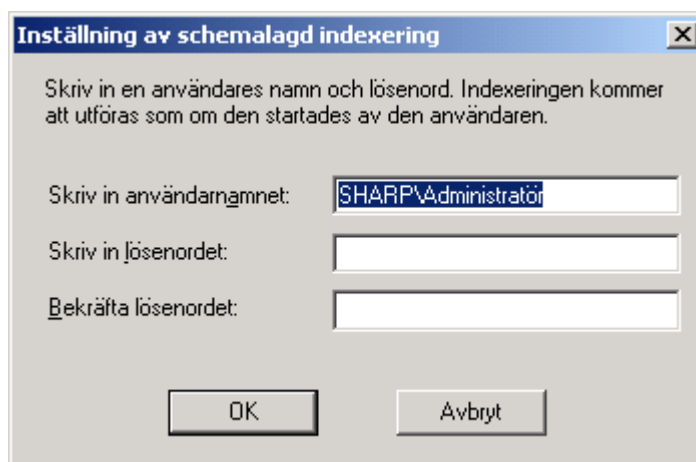 Inställning av schemalagd indexering
Skriv in en användares namn och lösenord. Indexeringen kommer
att utföras som om den startades av den användaren.
Skriv in användarnamnet: SHARP\Administratör
Skriv in lösenordet:
Bekräfta lösenordet:
OK Avbryt